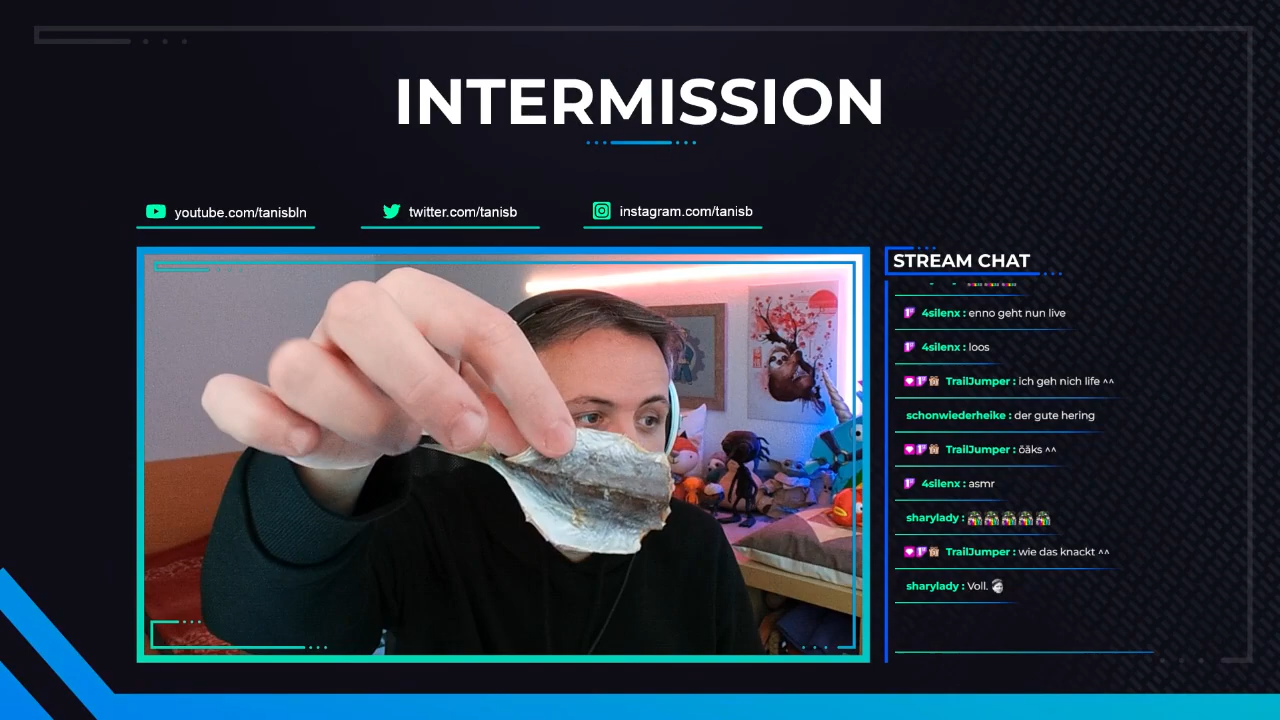 INTERMISSION
youtube.com/tanisbln
twitter.com/tanisb
instagram.com/tanisb
STREAM CHAT
4silenx : enno geht nun live
4silenx : loos
TrailJumper : ich geh nich life ^^
schonwiederheike : der gute hering
TrailJumper : öäks ^^
4silenx : asmr
sharylady :
TrailJumper : wie das knackt ^^
sharylady : Voll.